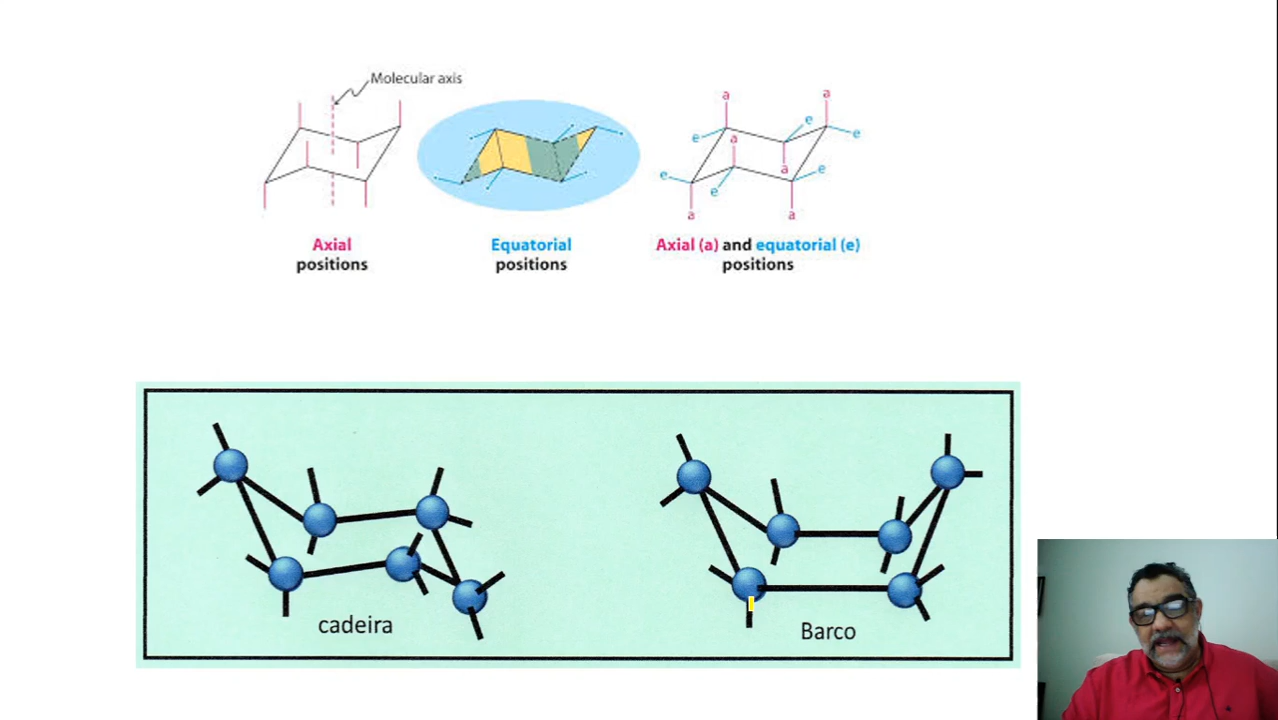 Molecular axis
Axial
positions
Equatorial
positions
a
a
e
e
e
a
a
e
e
e
a
a
Axial (a) and equatorial (e)
positions
cadeira
Barco